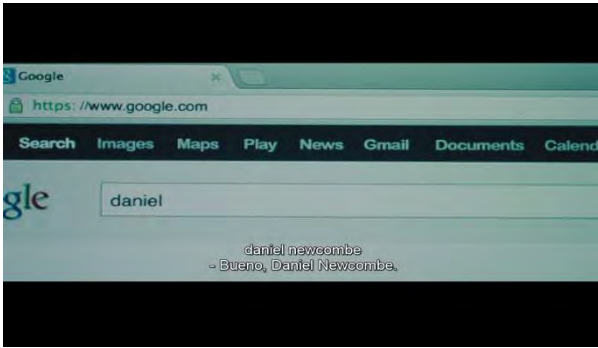 Google
https://www.google.com
Search Images Maps Play News Gmail Documents Calend
gle
daniel
daniel newcombe
- Bueno, Daniel Newcombe.